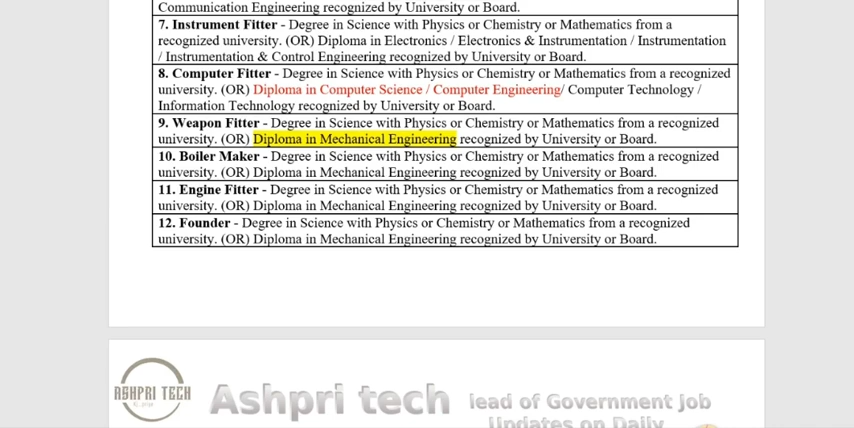 Communication Engineering recognized by University or Board.
7. Instrument Fitter - Degree in Science with Physics or Chemistry or Mathematics from a
recognized university. (OR) Diploma in Electronics / Electronics & Instrumentation / Instrumentation
/ Instrumentation & Control Engineering recognized by University or Board.
8. Computer Fitter - Degree in Science with Physics or Chemistry or Mathematics from a recognized
university. (OR) Diploma in Computer Science / Computer Engineering/ Computer Technology /
Information Technology recognized by University or Board.
9. Weapon Fitter - Degree in Science with Physics or Chemistry or Mathematics from a recognized
university. (OR) Diploma in Mechanical Engineering recognized by University or Board.
10. Boiler Maker - Degree in Science with Physics or Chemistry or Mathematics from a recognized
university. (OR) Diploma in Mechanical Engineering recognized by University or Board.
11. Engine Fitter - Degree in Science with Physics or Chemistry or Mathematics from a recognized
university. (OR) Diploma in Mechanical Engineering recognized by University or Board.
12. Founder - Degree in Science with Physics or Chemistry or Mathematics from a recognized
university. (OR) Diploma in Mechanical Engineering recognized by University or Board.
ASHPRI TECH
Ashpri tech
lead of Government Job
Updates on Daily